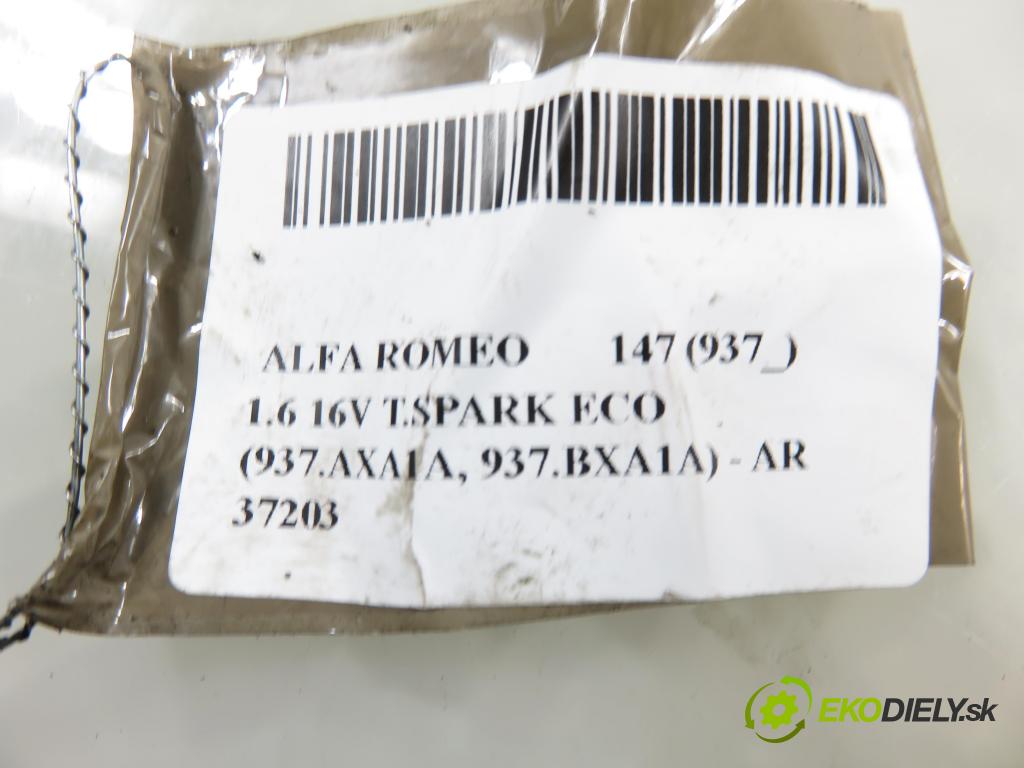 ALFA ROMEO 147 (937_)
1.6 16V T.SPARK ECO
(937.AXA1A, 937.BXA1A) - AR
37203
EKODIELY.sk